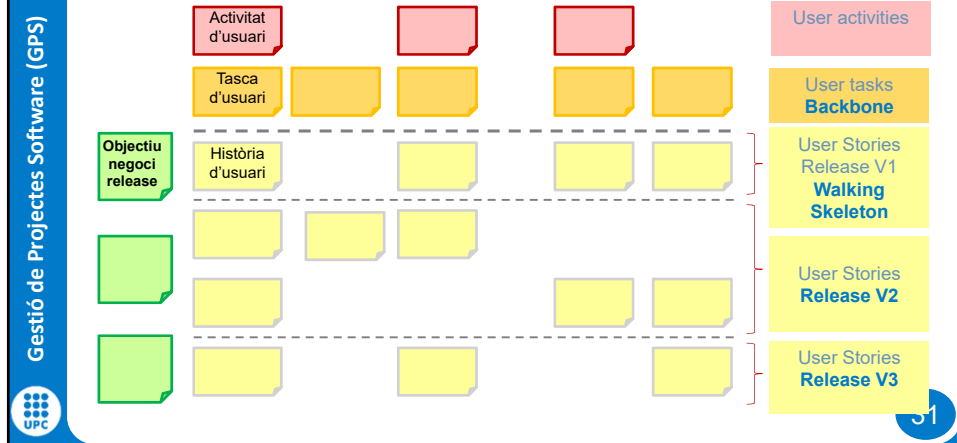 Gestió de Projectes Software (GPS)
Activitat
d'usuari
User activities
Tasca
d'usuari
User tasks
Backbone
Objectiu
negoci
release
Història
d'usuari
User Stories
Release V1
Walking
Skeleton
User Stories
Release V2
User Stories
Release V3
UPC
31